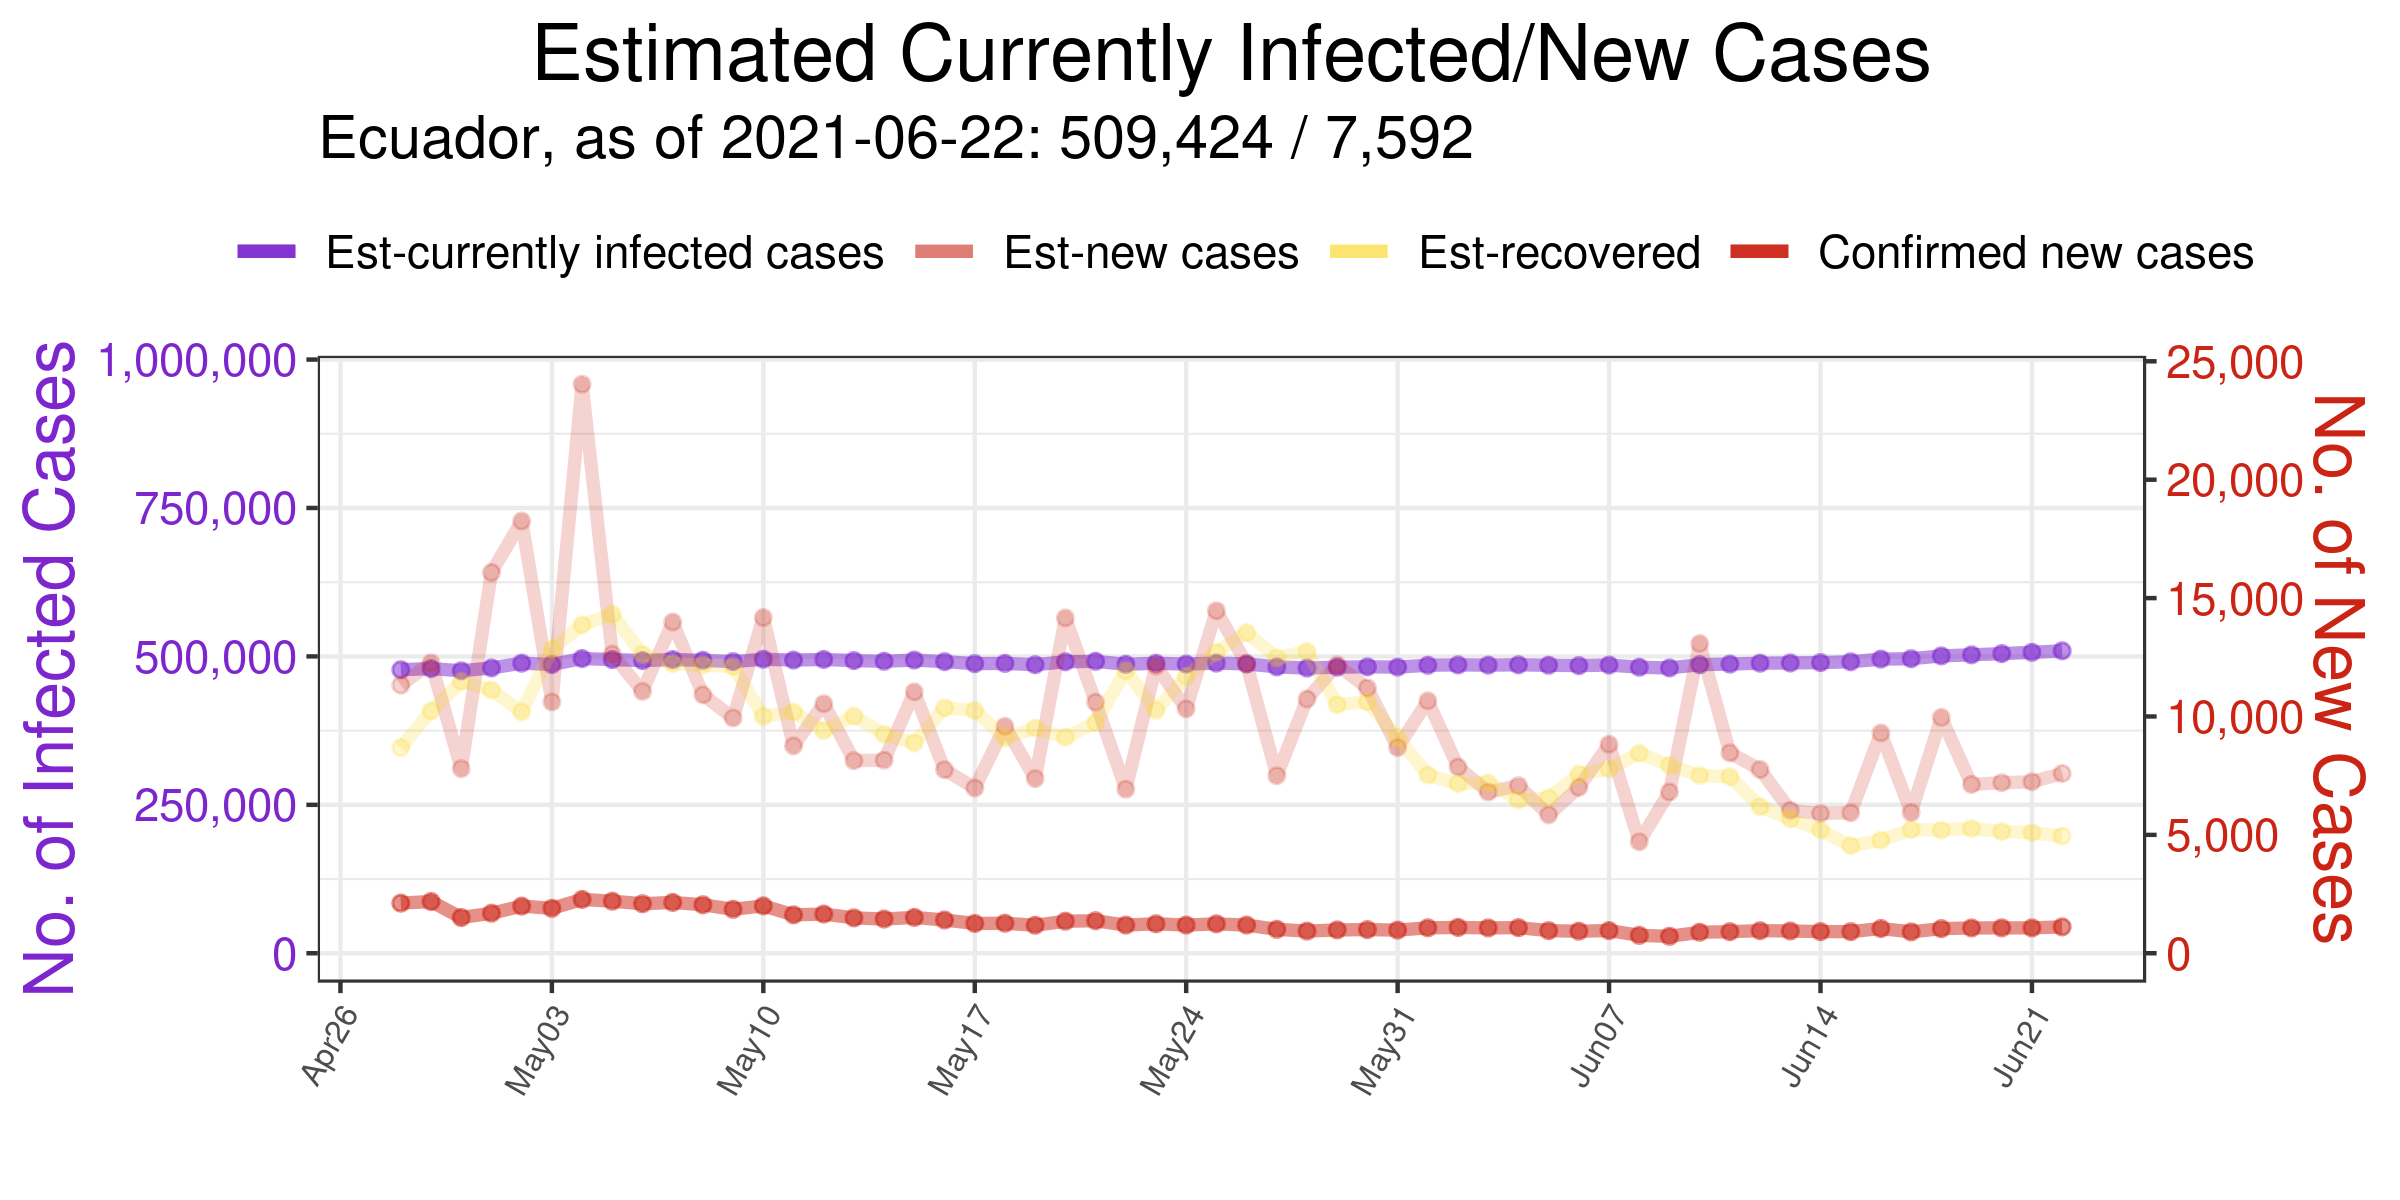 Estimated Currently Infected/New Cases
Ecuador, as of 2021-06-22: 509,424 / 7,592
Est-currently infected cases Est-new cases Est-recovered Confirmed new cases
No. of Infected Cases
1,000,000
750,000
500,000
250,000
0
25,000
20,000
15,000
10,000
5,000
0
No. of New Cases
Apr26 May03 May10 May17 May24 May31 Jun07 Jun14 Jun21